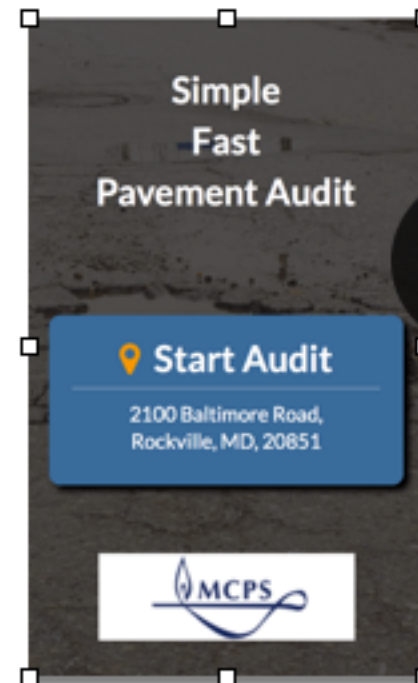 Simple
Fast
Pavement Audit
Start Audit
2100 Baltimore Road,
Rockville, MD, 20851
MCPS